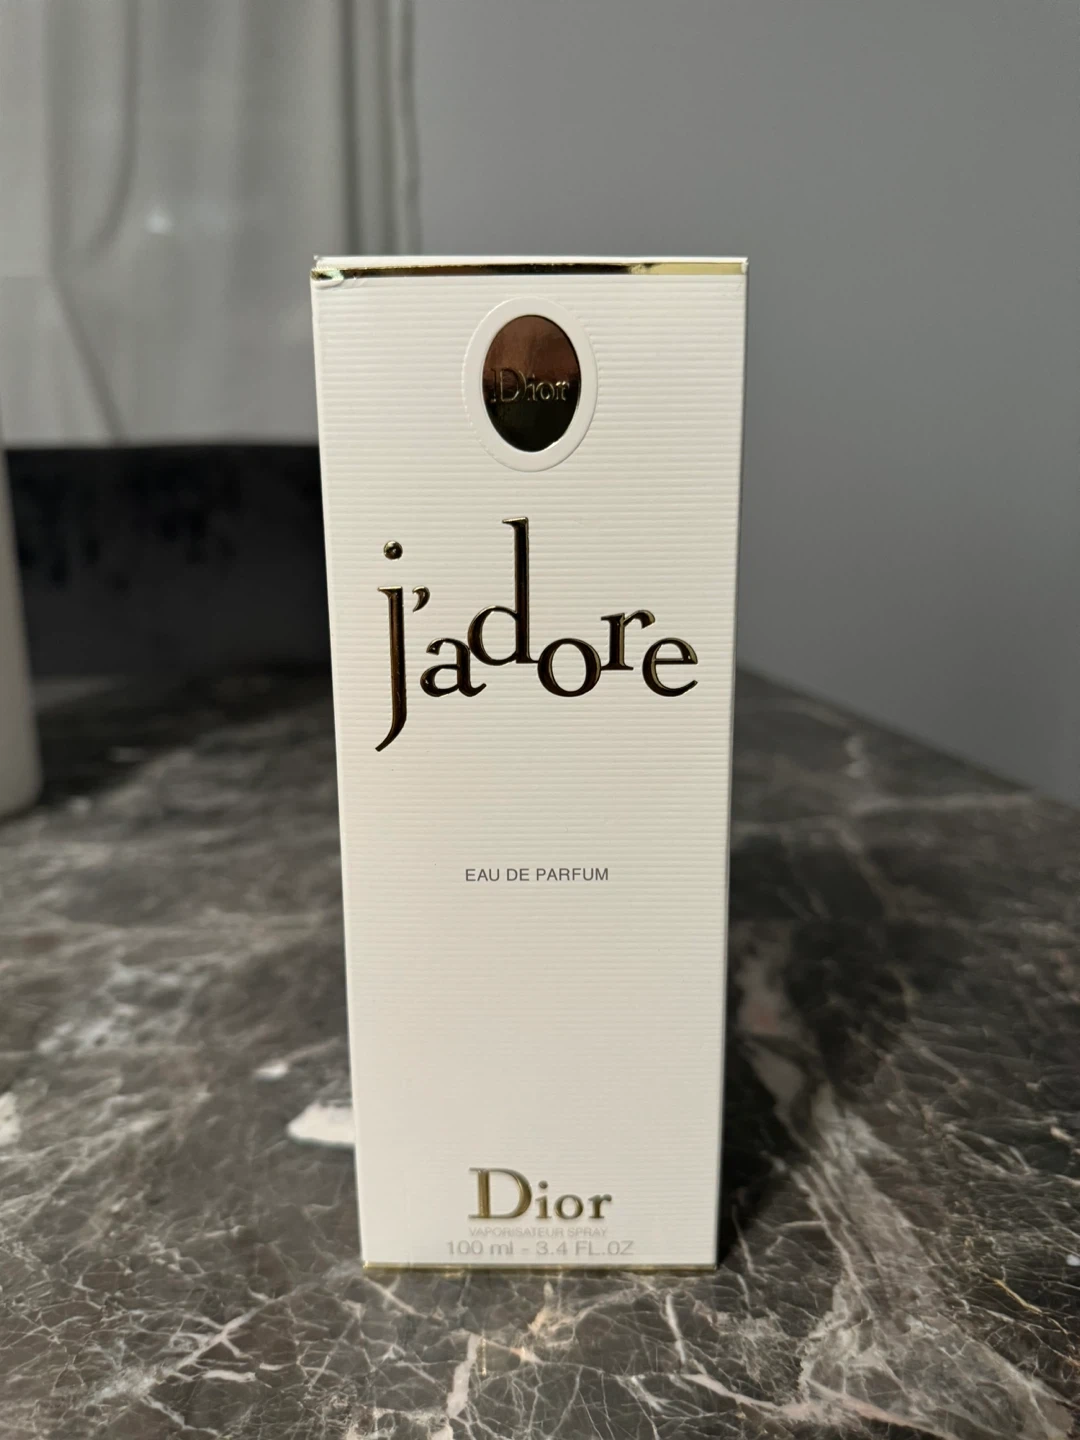 Dior
j'adore
EAU DE PARFUM
Dior
VAPORISATEUR SPRAY
100 ml - 3.4 FL.OZ